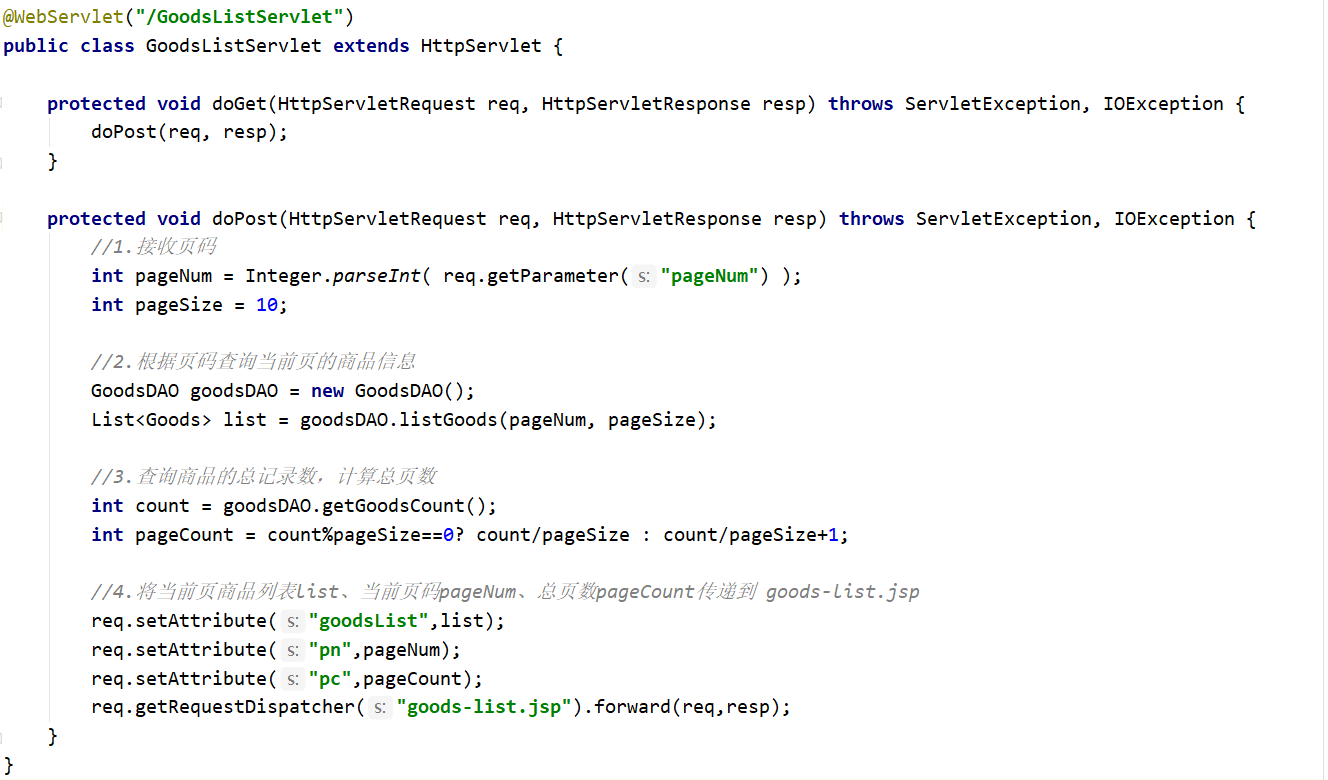 @WebServlet("/GoodsListServlet")
public class GoodsListServlet extends HttpServlet {
protected void doGet(HttpServletRequest req, HttpServletResponse resp) throws ServletException, IOException {
doPost(req, resp);
}
protected void doPost(HttpServletRequest req, HttpServletResponse resp) throws ServletException, IOException {
//1.接收页码
int pageNum = Integer.parseInt( req.getParameter( s: "pageNum") );
int pageSize = 10;
//2.根据页码查询当前页的商品信息
GoodsDAO goodsDAO = new GoodsDAO();
List<Goods> list = goodsDAO.listGoods(pageNum, pageSize);
//3.查询商品的总记录数，计算总页数
int count = goodsDAO.getGoodsCount();
int pageCount = count%pageSize==0? count/pageSize : count/pageSize+1;
//4.将当前页商品列表list、当前页码pageNum、总页数pageCount传递到 goods-list.jsp
req.setAttribute( s: "goodsList",list);
req.setAttribute( s: "pn",pageNum);
req.setAttribute( s: "pc",pageCount);
req.getRequestDispatcher( s: "goods-list.jsp").forward(req,resp);
}
}